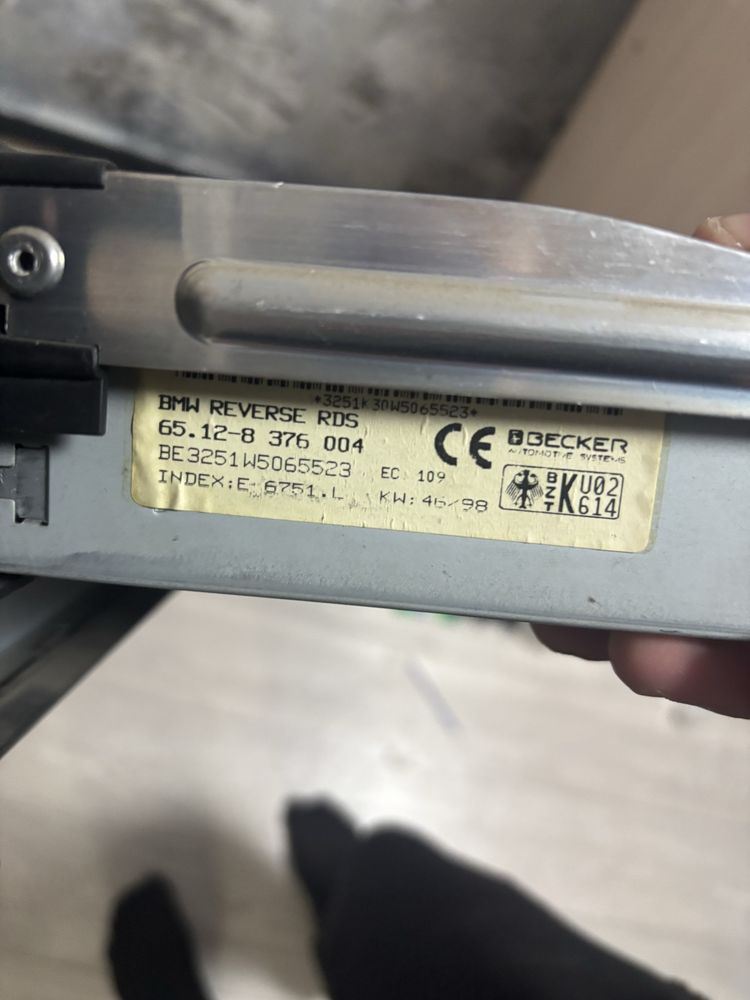 *3251K30W5065523*
BMW REVERSE RDS
65.12-8 376 004
BE3251W5065523 EC 109
INDEX:E-6751.L KW: 46/98
CE
BECKER
AUTOMOTIVE SYSTEMS
BZT K U02 614